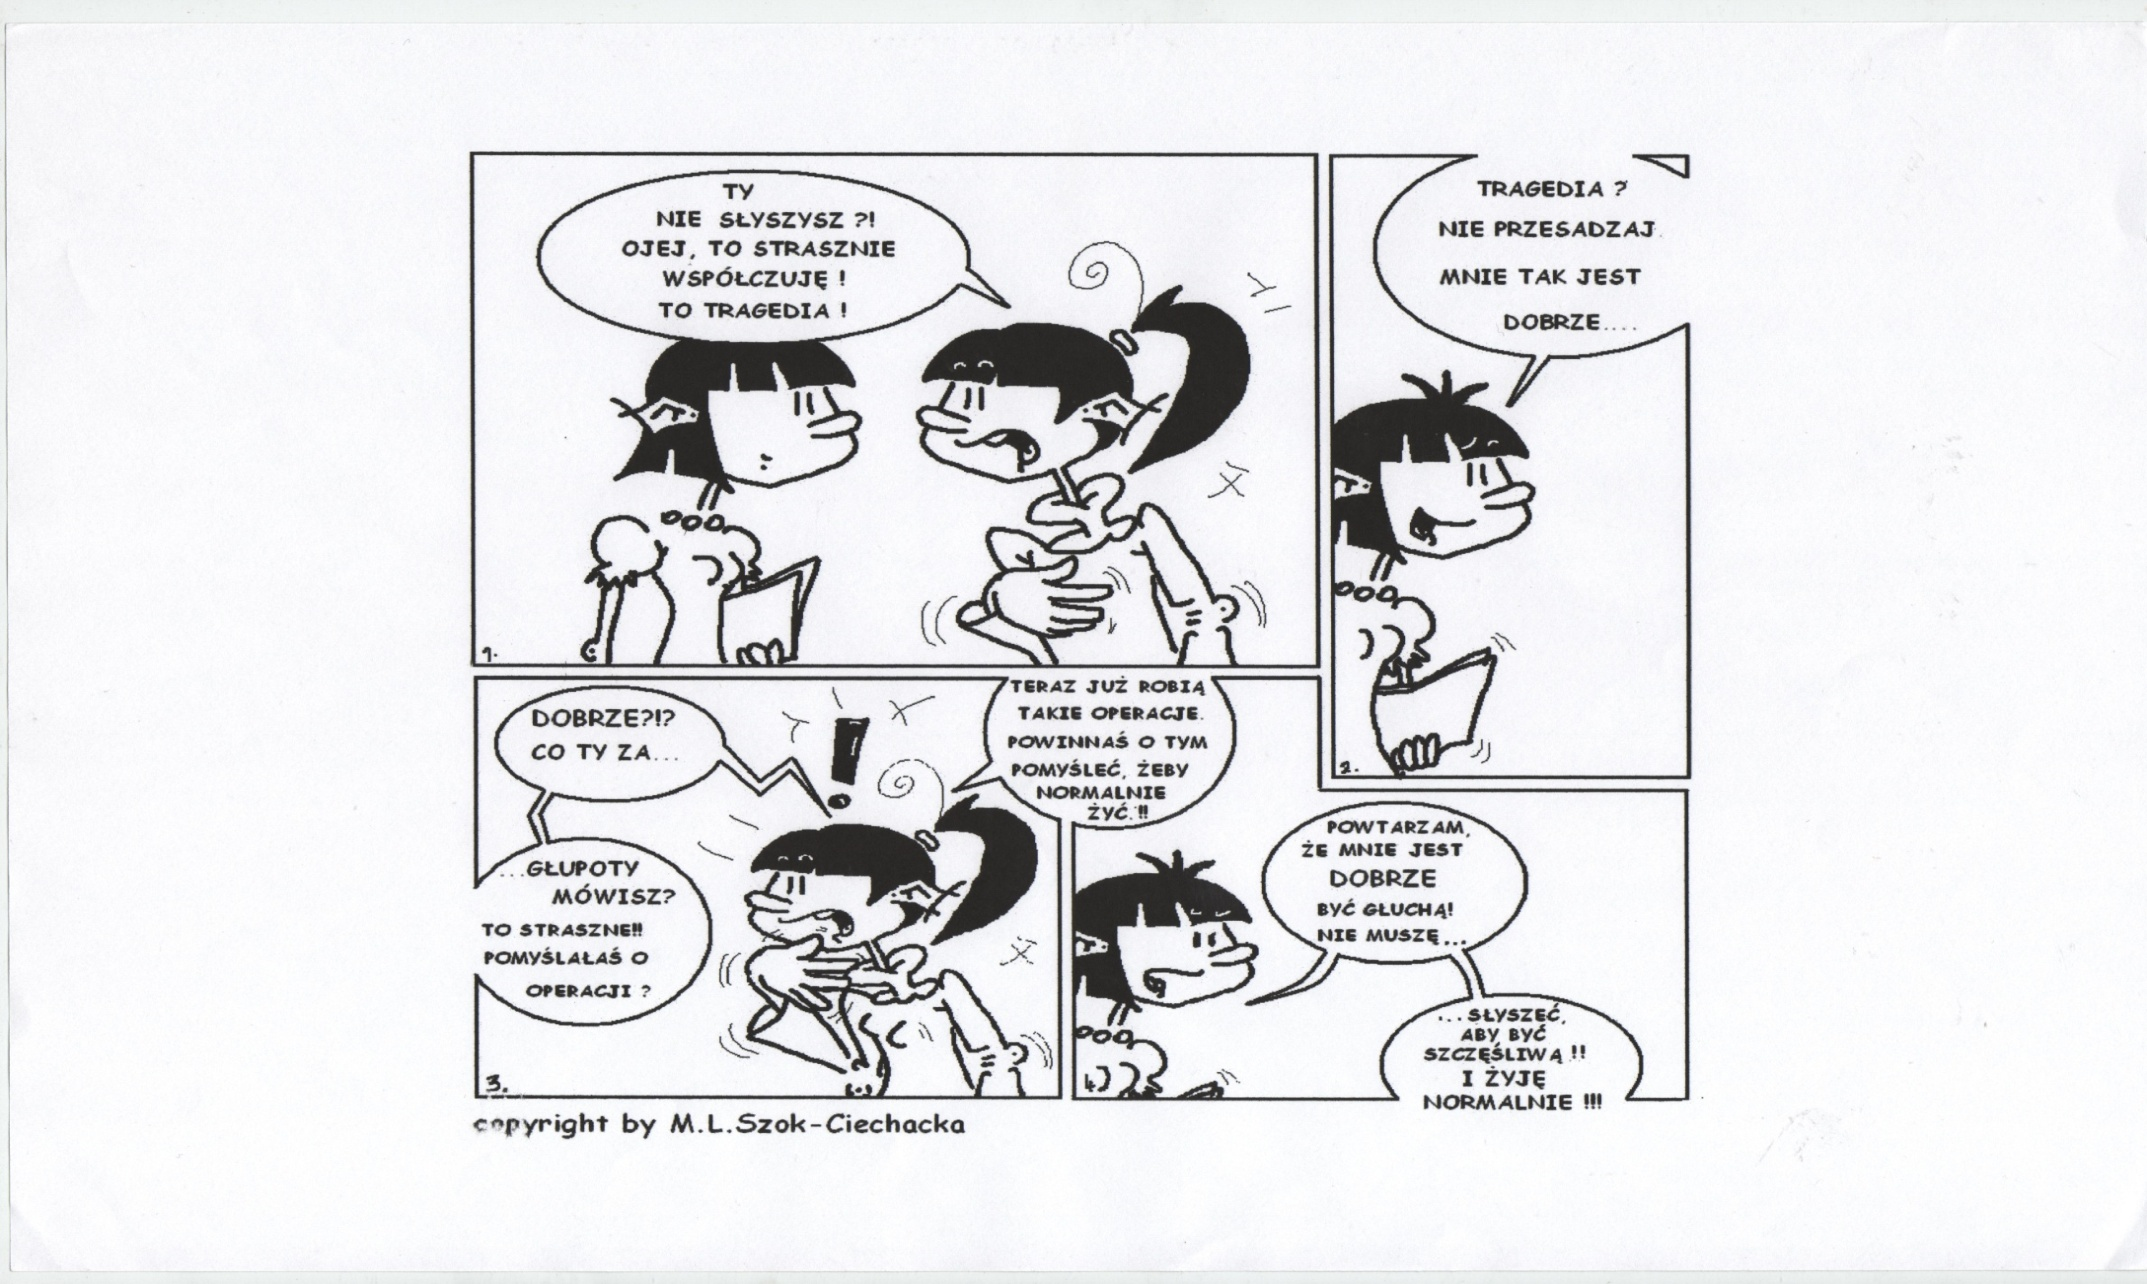 TY
NIE SŁYSZYSZ ?!
OJEJ, TO STRASZNIE
WSPÓŁCZUJĘ !
TO TRAGEDIA !
1.
TRAGEDIA ?
NIE PRZESADZAJ.
MNIE TAK JEST
DOBRZE....
2.
DOBRZE?!?
CO TY ZA...
...GŁUPOTY
MÓWISZ?
TO STRASZNE!!
POMYŚLAŁAŚ O
OPERACJI ?
!
TERAZ JUŻ ROBIĄ
TAKIE OPERACJE.
POWINNAŚ O TYM
POMYŚLEĆ, ŻEBY
NORMALNIE
ŻYĆ.!!
3.
POWTARZAM,
ŻE MNIE JEST
DOBRZE
BYĆ GŁUCHĄ!
NIE MUSZĘ...
...SŁYSZEĆ,
ABY BYĆ
SZCZĘŚLIWĄ !!
I ŻYJĘ
NORMALNIE !!!
4.
copyright by M.L.Szok-Ciechacka